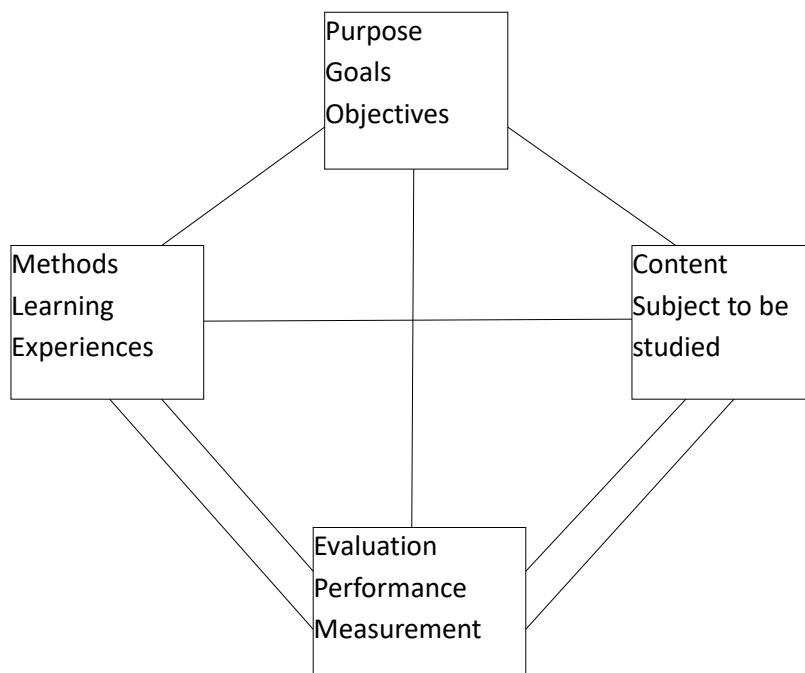 Purpose
Goals
Objectives
Methods
Learning
Experiences
Content
Subject to be
studied
Evaluation
Performance
Measurement